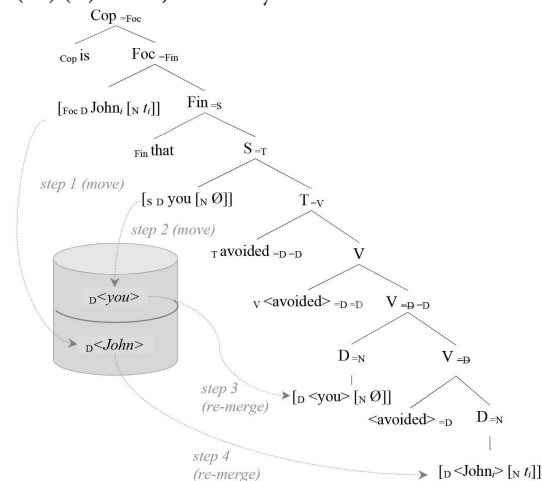 Cop =Foc
Cop is
Foc =Fin
[Foc D Johni [N ti]]
Fin =S
Fin that
S =T
step 1 (move)
[S D you [N Ø]]
T =V
step 2 (move)
T avoided =D =D
V
D<you>
V <avoided> =D =D
V =D =D
D<John>
D =N
V =D
step 3
(re-merge)
[D <you> [N Ø]]
<avoided> =D
D =N
step 4
(re-merge)
[D <Johni> [N ti]]